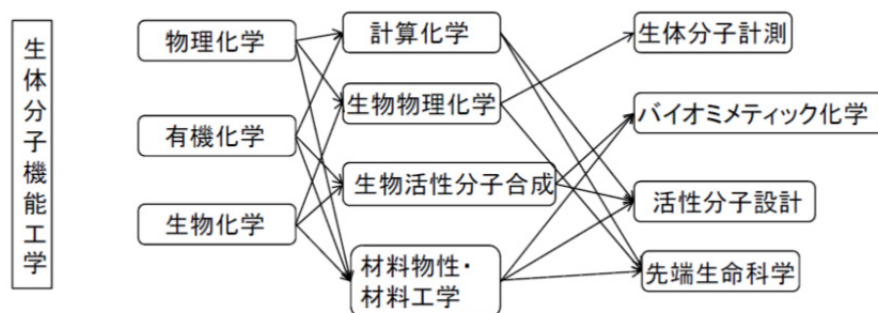 生体分子機能工学
物理化学
有機化学
生物化学
計算化学
生物物理化学
生物活性分子合成
材料物性・
材料工学
生体分子計測
バイオミメティック化学
活性分子設計
先端生命科学